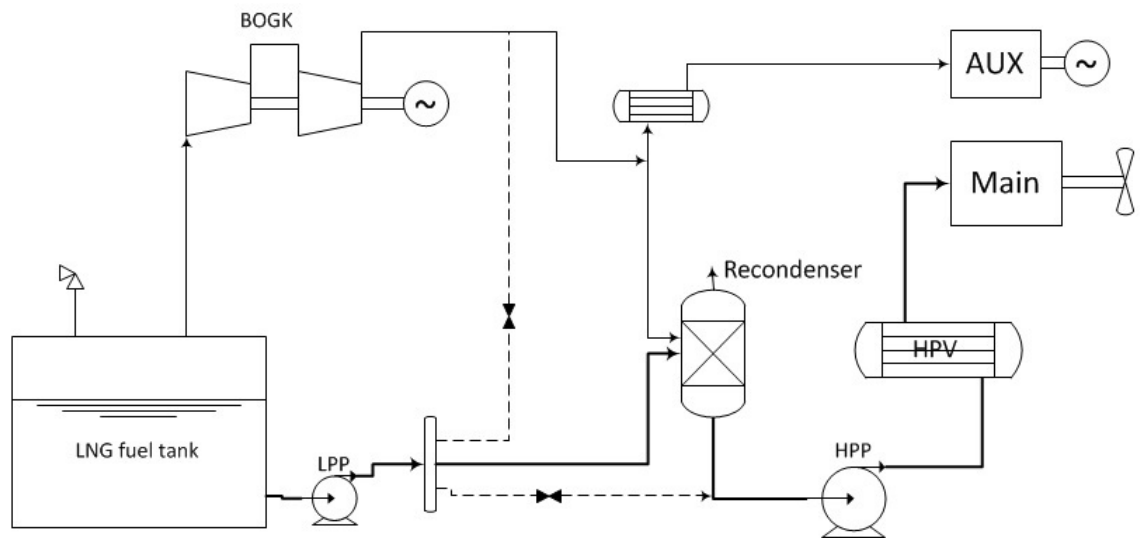 BOGK
~
~
AUX
Main
Recondenser
HPV
LNG fuel tank
LPP
HPP